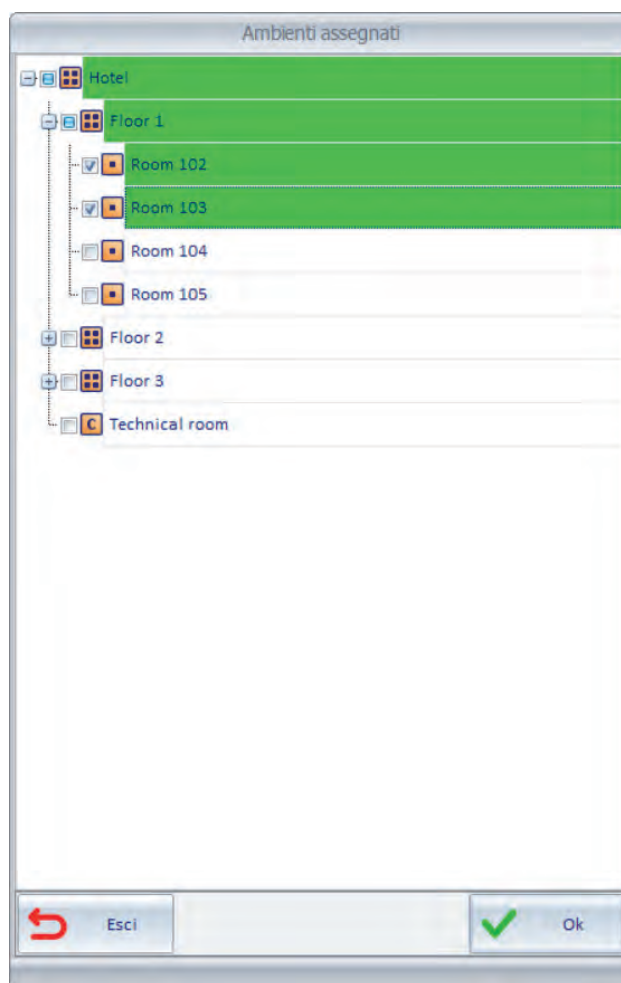 Ambienti assegnati
Hotel
Floor 1
Room 102
Room 103
Room 104
Room 105
Floor 2
Floor 3
C Technical room
Esci
Ok